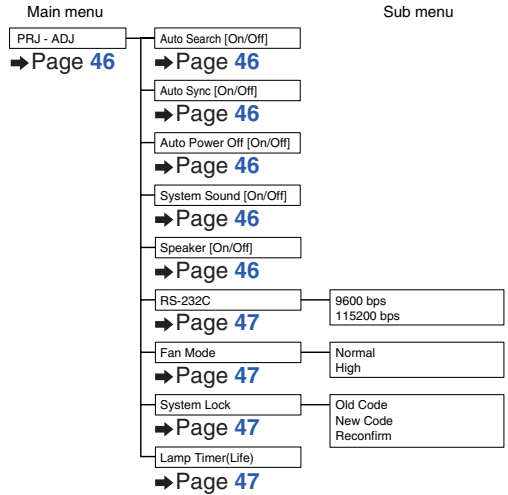 Main menu
Sub menu
PRJ - ADJ
➡Page 46
Auto Search [On/Off]
➡Page 46
Auto Sync [On/Off]
➡Page 46
Auto Power Off [On/Off]
➡Page 46
System Sound [On/Off]
➡Page 46
Speaker [On/Off]
➡Page 46
RS-232C
➡Page 47
9600 bps
115200 bps
Fan Mode
➡Page 47
Normal
High
System Lock
➡Page 47
Old Code
New Code
Reconfirm
Lamp Timer(Life)
➡Page 47